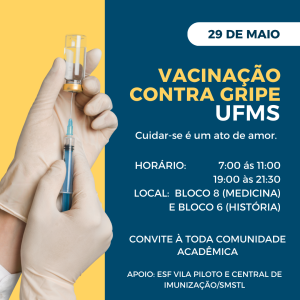 29 DE MAIO
VACINAÇÃO
CONTRA GRIPE
UFMS
Cuidar-se é um ato de amor.
HORÁRIO: 7:00 ás 11:00
19:00 às 21:30
LOCAL: BLOCO 8 (MEDICINA)
E BLOCO 6 (HISTÓRIA)
CONVITE À TODA COMUNIDADE
ACADÊMICA
APOIO: ESF VILA PILOTO E CENTRAL DE
IMUNIZAÇÃO/SMSTL